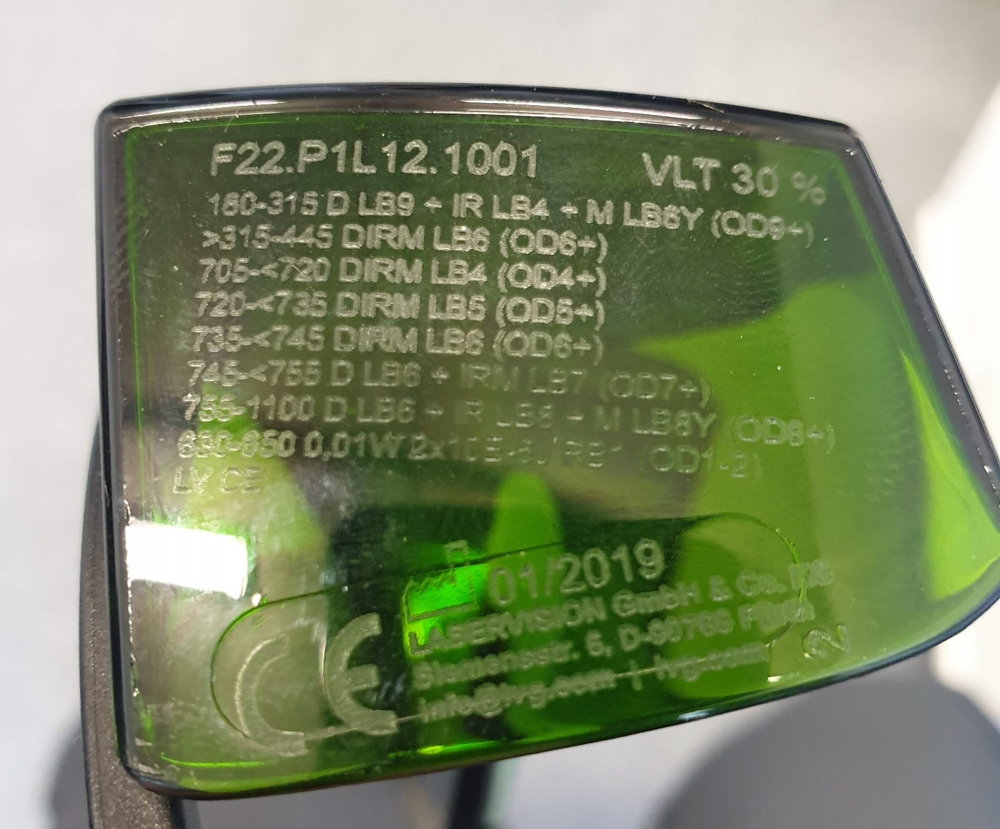 F22.P1L12.1001 VLT 30 %
180-315 D LB9 + IR LB4 + M LB6Y (OD9+)
>315-445 DIRM LB6 (OD6+)
705-<720 DIRM LB4 (OD4+)
720-<735 DIRM LB5 (OD5+)
735-<745 DIRM LB6 (OD6+)
745-<755 D LB6 + IRM LB7 (OD7+)
755-1100 D LB6 + IR LB8 + M LB8Y (OD8+)
630-650 0,01W 2x10E-6J RB1 (OD1-2)
LV CE
01/2019
LASERVISION GmbH & Co. KG
Siemensstr. 6, D-90766 Fürth
info@lvg.com | lvg.com
CE
2